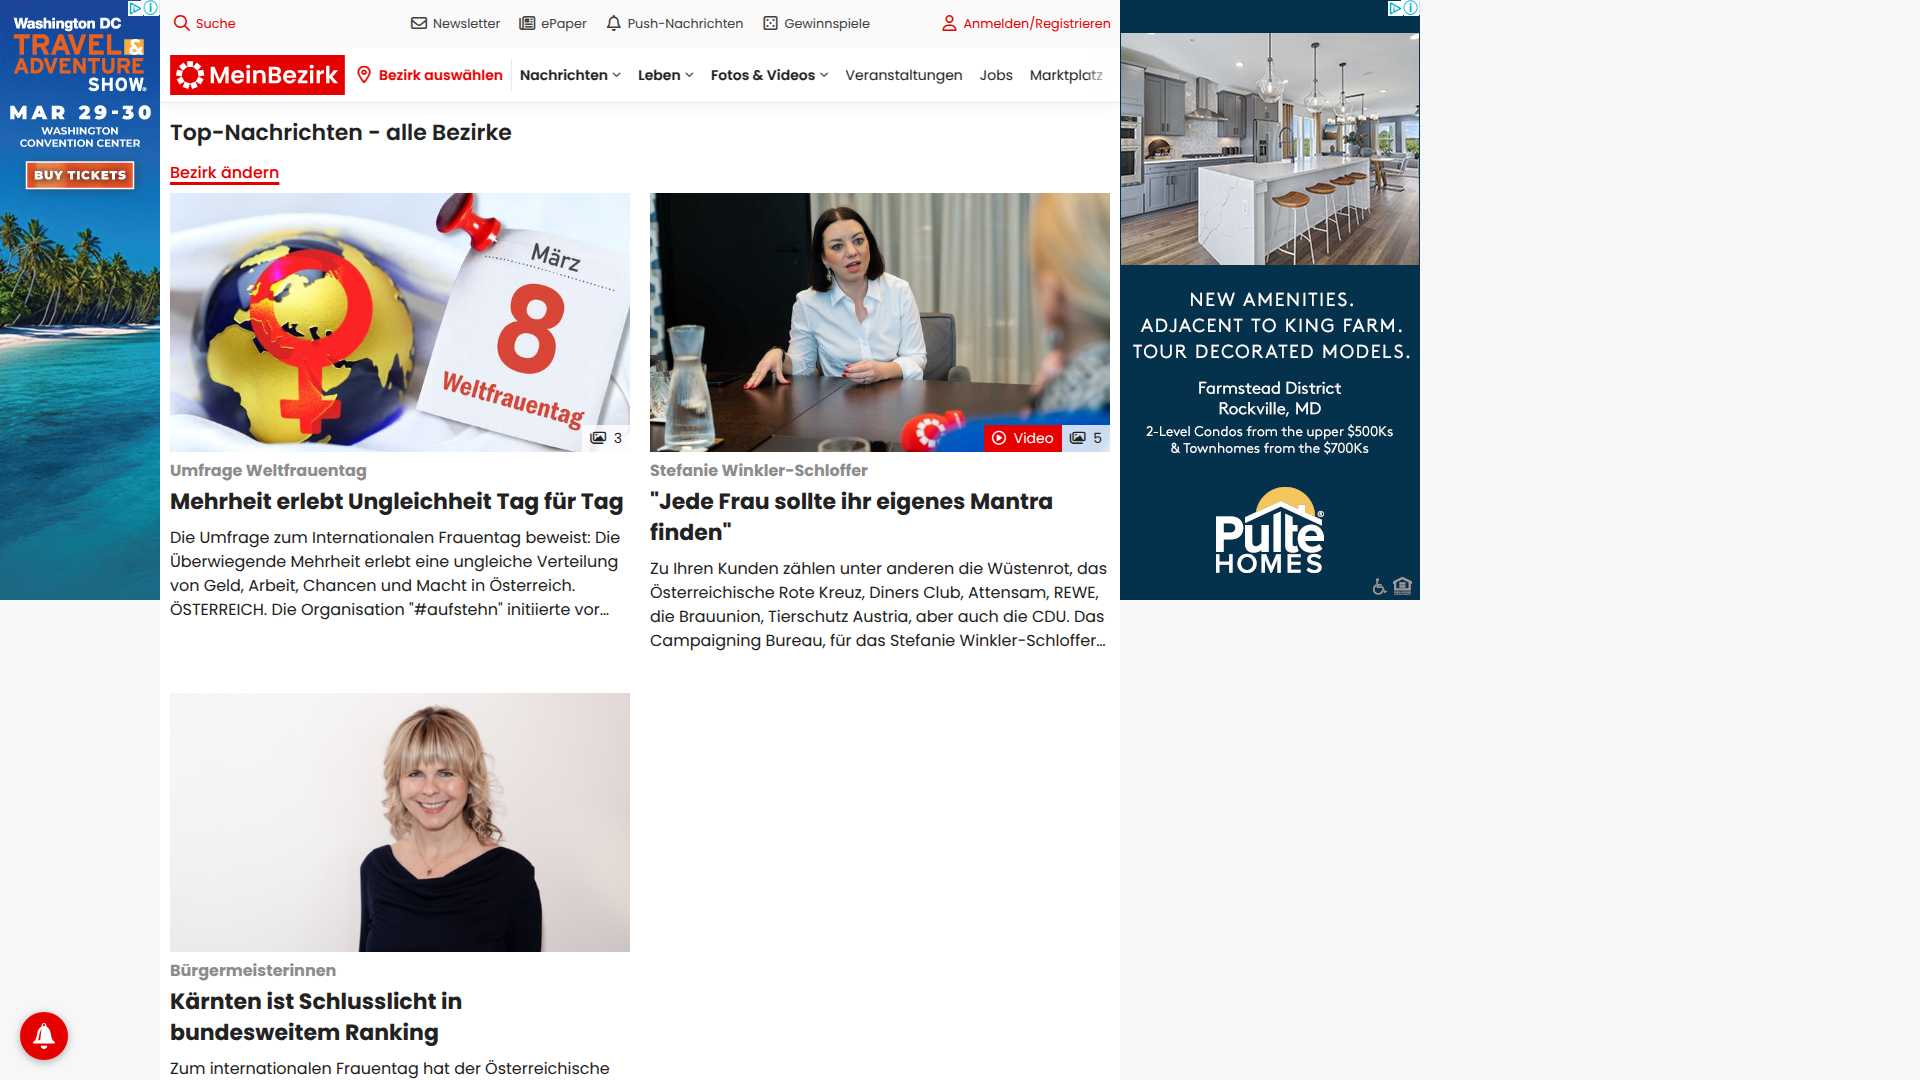 Washington DC
TRAVEL &
ADVENTURE
SHOW.
MAR 29-30
WASHINGTON
CONVENTION CENTER
BUY TICKETS
Suche
Newsletter
ePaper
Push-Nachrichten
Gewinnspiele
Anmelden/Registrieren
MeinBezirk
Bezirk auswählen
Nachrichten
Leben
Fotos & Videos
Veranstaltungen
Jobs
Marktplatz
Top-Nachrichten - alle Bezirke
Bezirk ändern
März
8
Weltfrauentag
3
Umfrage Weltfrauentag
Mehrheit erlebt Ungleichheit Tag für Tag
Die Umfrage zum Internationalen Frauentag beweist: Die
Überwiegende Mehrheit erlebt eine ungleiche Verteilung
von Geld, Arbeit, Chancen und Macht in Österreich.
ÖSTERREICH. Die Organisation "#aufstehn" initiierte vor...
Video
5
Stefanie Winkler-Schloffer
"Jede Frau sollte ihr eigenes Mantra
finden"
Zu Ihren Kunden zählen unter anderen die Wüstenrot, das
Österreichische Rote Kreuz, Diners Club, Attensam, REWE,
die Brauunion, Tierschutz Austria, aber auch die CDU. Das
Campaigning Bureau, für das Stefanie Winkler-Schloffer...
Bürgermeisterinnen
Kärnten ist Schlusslicht in
bundesweitem Ranking
Zum internationalen Frauentag hat der Österreichische
NEW AMENITIES.
ADJACENT TO KING FARM.
TOUR DECORATED MODELS.
Farmstead District
Rockville, MD
2-Level Condos from the upper $500Ks
& Townhomes from the $700Ks
Pulte®
HOMES